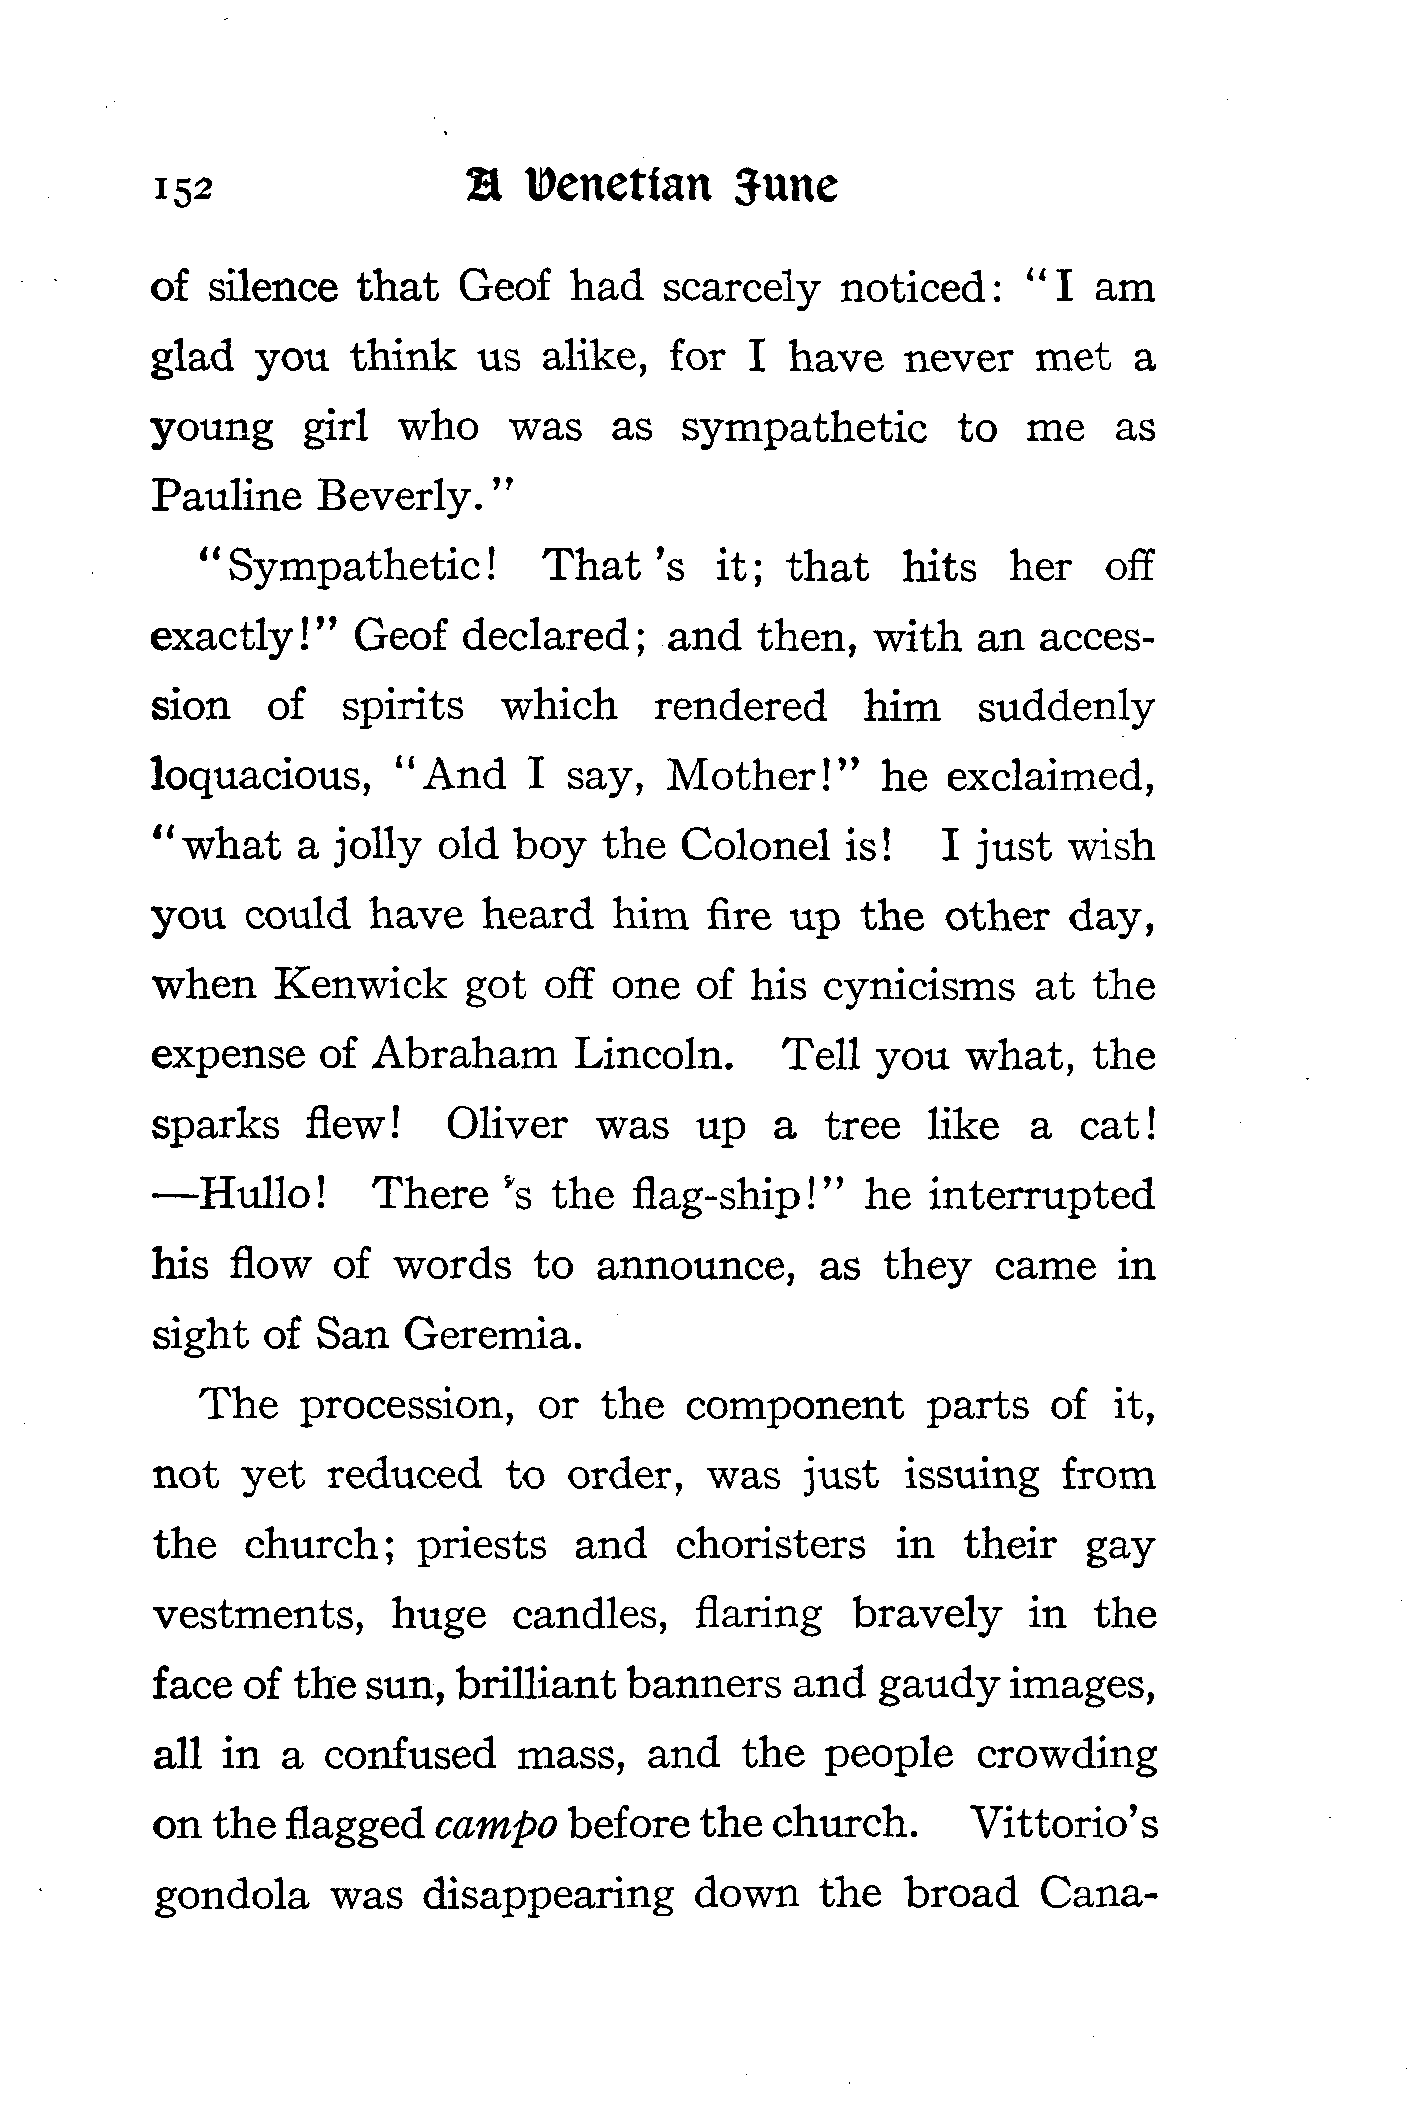 152 A Venetian June
of silence that Geof had scarcely noticed: "I am
glad you think us alike, for I have never met a
young girl who was as sympathetic to me as
Pauline Beverly."
"Sympathetic! That 's it; that hits her off
exactly!" Geof declared; and then, with an acces-
sion of spirits which rendered him suddenly
loquacious, "And I say, Mother!" he exclaimed,
"what a jolly old boy the Colonel is! I just wish
you could have heard him fire up the other day,
when Kenwick got off one of his cynicisms at the
expense of Abraham Lincoln. Tell you what, the
sparks flew! Oliver was up a tree like a cat!
—Hullo! There 's the flag-ship!" he interrupted
his flow of words to announce, as they came in
sight of San Geremia.
The procession, or the component parts of it,
not yet reduced to order, was just issuing from
the church; priests and choristers in their gay
vestments, huge candles, flaring bravely in the
face of the sun, brilliant banners and gaudy images,
all in a confused mass, and the people crowding
on the flagged campo before the church. Vittorio's
gondola was disappearing down the broad Cana-